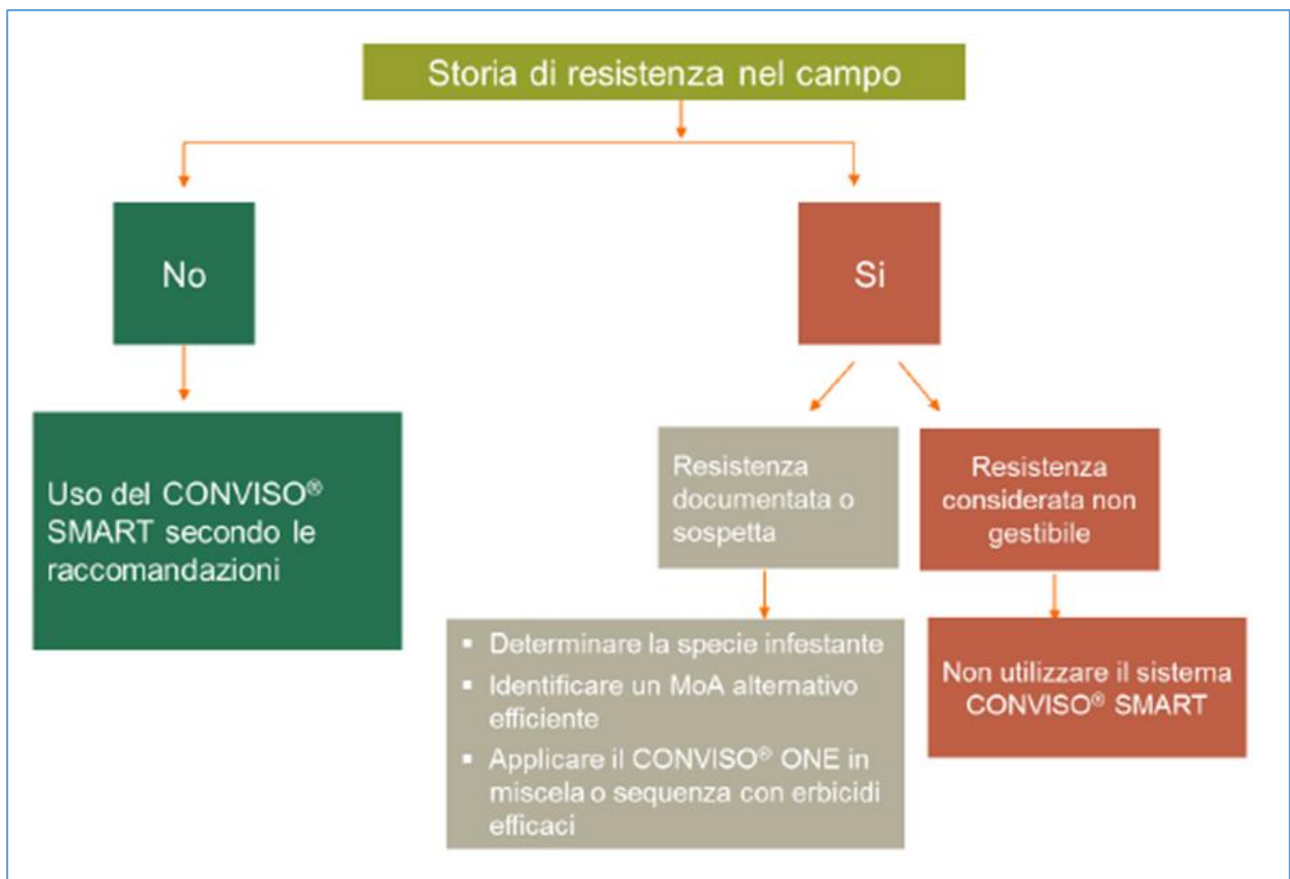 Storia di resistenza nel campo
No
Si
Uso del CONVISO®
SMART secondo le
raccomandazioni
Resistenza
documentata o
sospetta
Resistenza
considerata non
gestibile
▪ Determinare la specie infestante
▪ Identificare un MoA alternativo
efficiente
▪ Applicare il CONVISO® ONE in
miscela o sequenza con erbicidi
efficaci
Non utilizzare il sistema
CONVISO® SMART